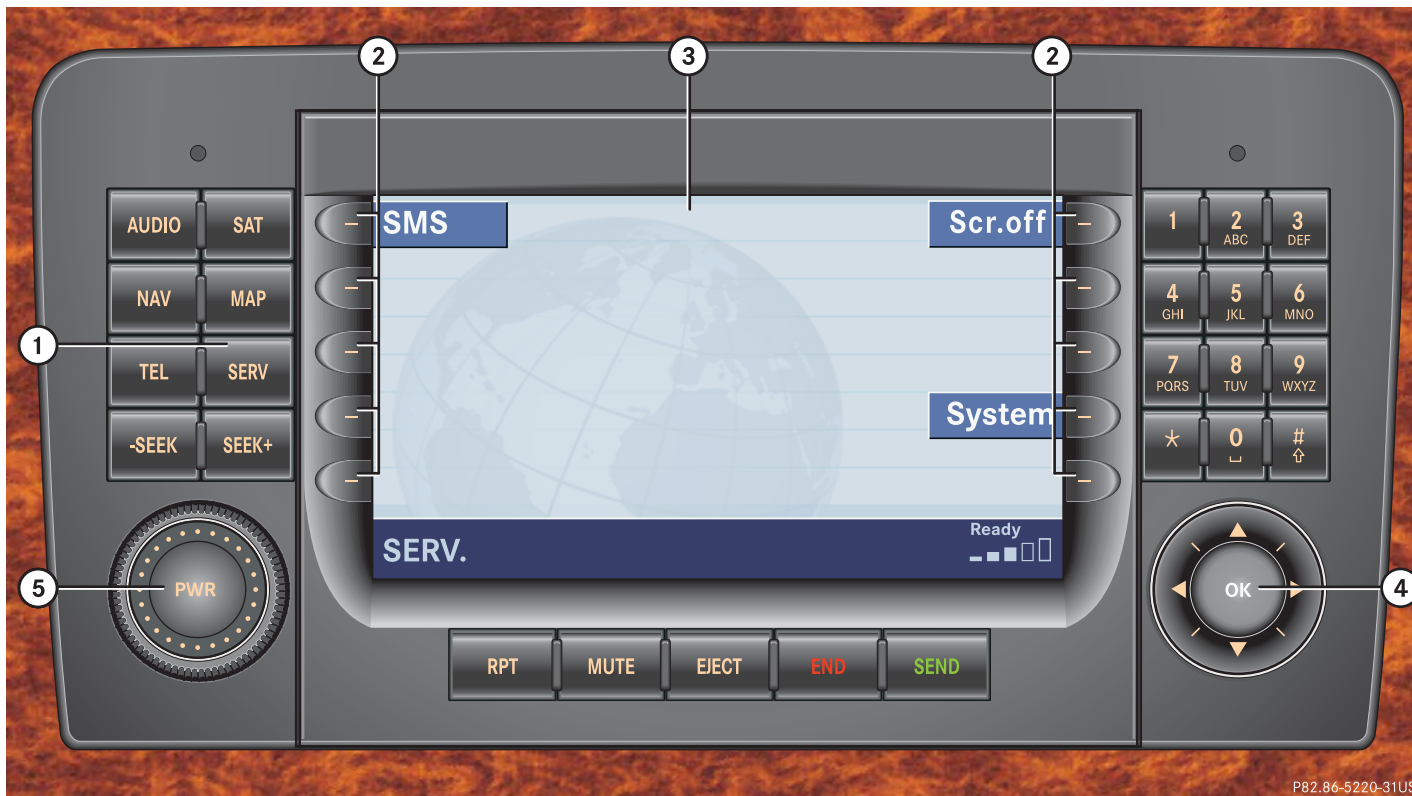 2 3 2
AUDIO SAT
SMS Scr.off
1 2 3
ABC DEF
NAV MAP
4 5 6
GHI JKL MNO
1
TEL SERV
7 8 9
PQRS TUV WXYZ
-SEEK SEEK+
System
* 0 #
SERV. Ready
5 PWR
OK 4
RPT MUTE EJECT END SEND
P82.86-5220-31US